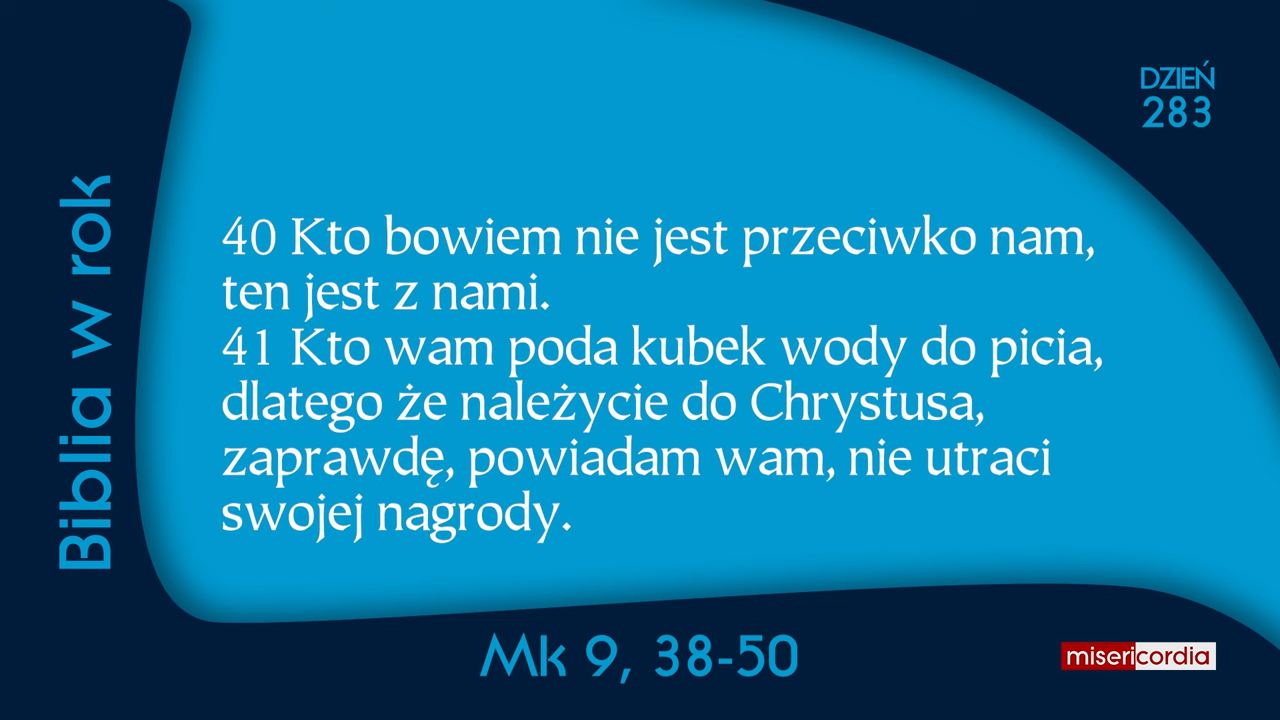 DZIEŃ
283
Biblia w rok
40 Kto bowiem nie jest przeciwko nam,
ten jest z nami.
41 Kto wam poda kubek wody do picia,
dlatego że należycie do Chrystusa,
zaprawdę, powiadam wam, nie utraci
swojej nagrody.
Mk 9, 38-50
misericordia